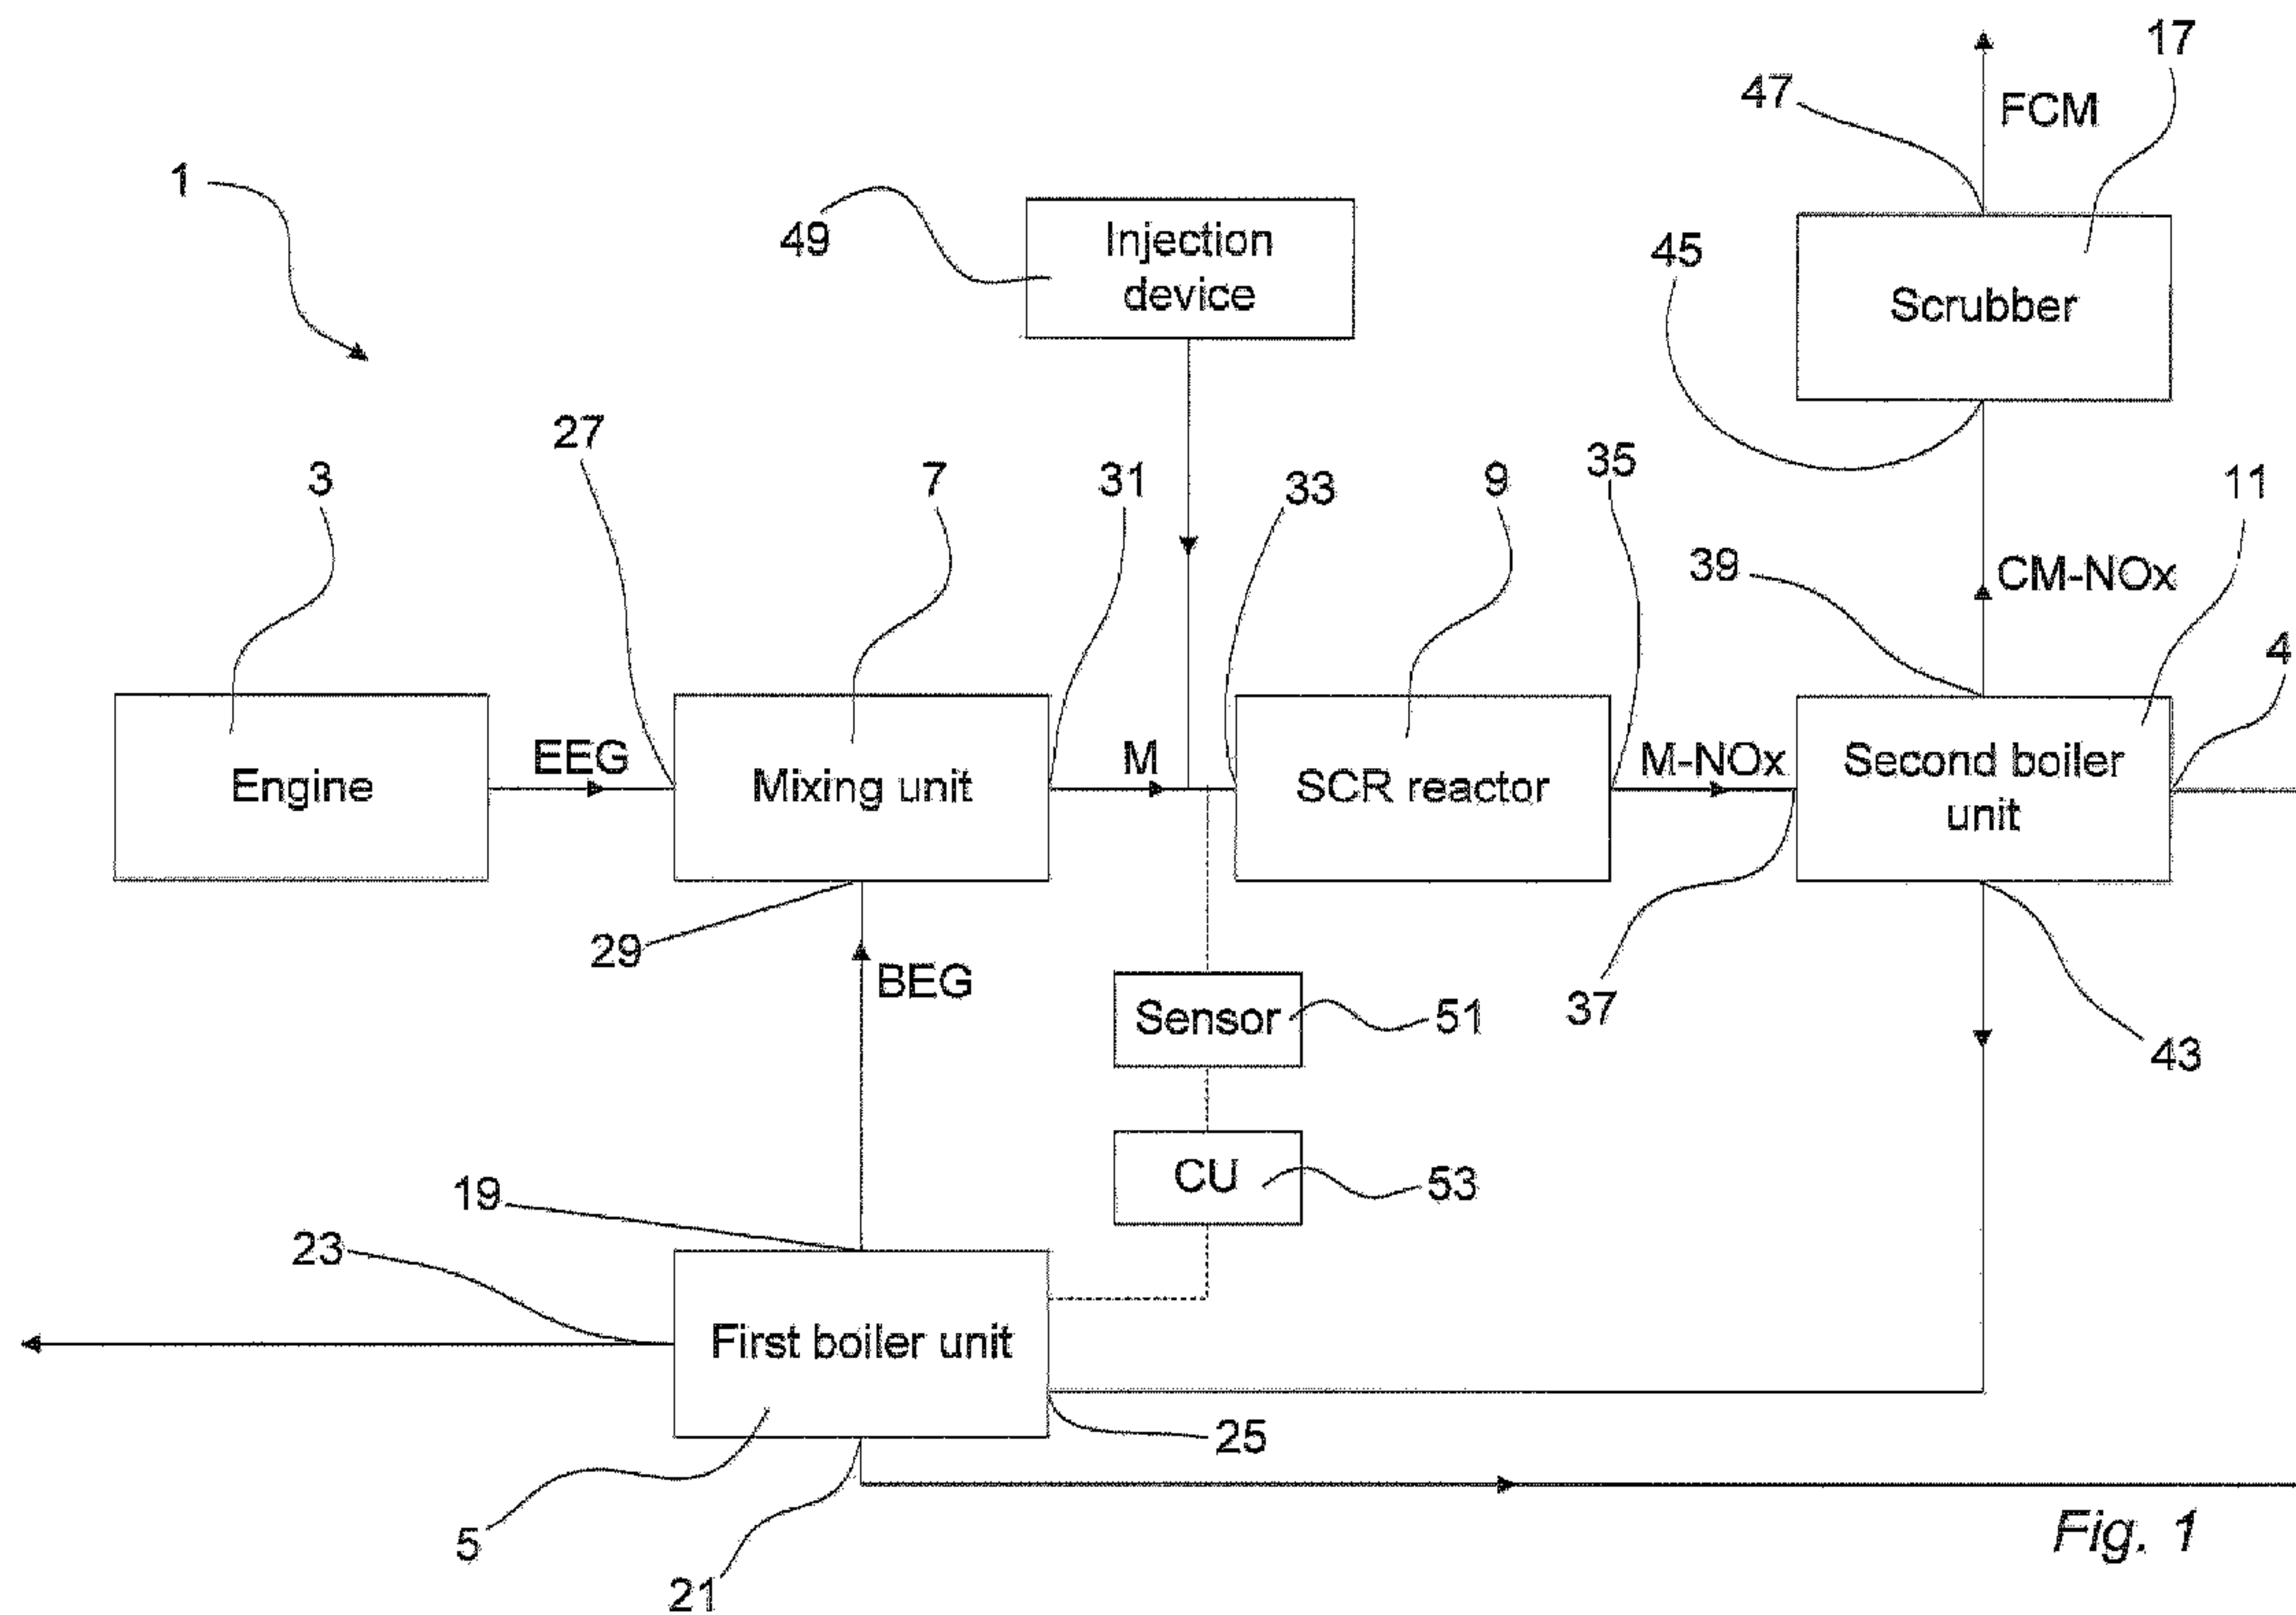 17
47
FCM
1
49
Injection
device
45
Scrubber
27
3
7
31
33
9
35
11
39
CM-NOx
4
EEG
M
M-NOx
Engine
Mixing unit
SCR reactor
Second boiler
unit
29
BEG
37
Sensor
51
43
CU
53
19
23
First boiler unit
25
5
21
Fig. 1